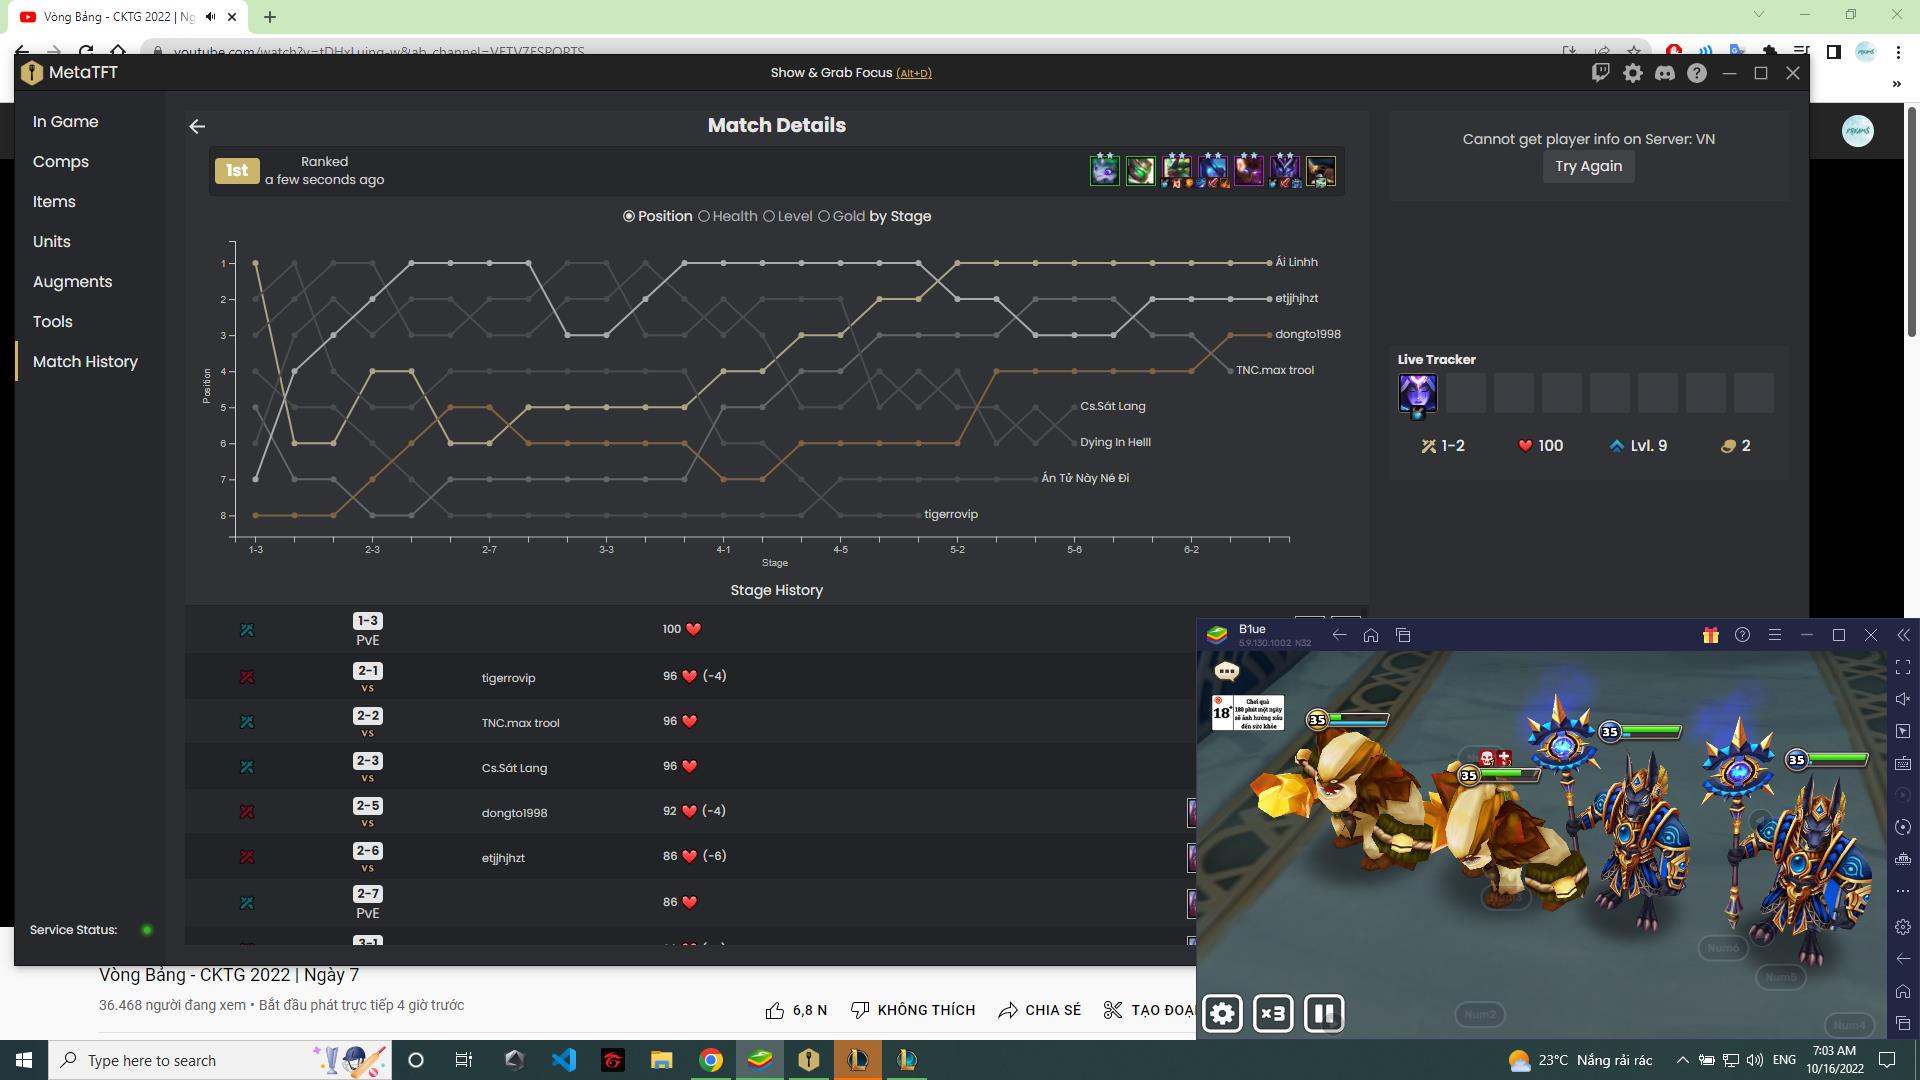 Vòng Bảng - CKTG 2022 | Ng
youtube.com/watch?v=tDHxLujng-w&ab_channel=VETV7ESPORTS
MetaTFT
Show & Grab Focus (Alt+D)
In Game
Comps
Items
Units
Augments
Tools
Match History
Service Status:
Match Details
1st
Ranked
a few seconds ago
Position Health Level Gold by Stage
Position
1
2
3
4
5
6
7
8
Ái Linhh
etjjhjhzt
dongto1998
TNC.max trool
Cs.Sát Lang
Dying In Helll
Án Tử Này Né Đi
tigerrovip
1-3 2-3 2-7 3-3 4-1 4-5 5-2 5-6 6-2
Stage
Stage History
1-3
PvE
100
2-1
vs
tigerrovip
96 (-4)
2-2
vs
TNC.max trool
96
2-3
vs
Cs.Sát Lang
96
2-5
vs
dongto1998
92 (-4)
2-6
vs
etjjhjhzt
86 (-6)
2-7
PvE
86
3-1
Cannot get player info on Server: VN
Try Again
Live Tracker
1-2 100 Lvl. 9 2
B1ue
5.9.130.1002 N32
18+
Chơi quá
180 phút một ngày
sẽ ảnh hưởng xấu
đến sức khỏe
35
35
35
35
Num3
Num6
Num5
Num2
Num4
×3
Vòng Bảng - CKTG 2022 | Ngày 7
36.468 người đang xem • Bắt đầu phát trực tiếp 4 giờ trước
6,8 N
KHÔNG THÍCH
CHIA SẺ
TẠO ĐOẠ
Type here to search
23°C Nắng rải rác
ENG
7:03 AM
10/16/2022